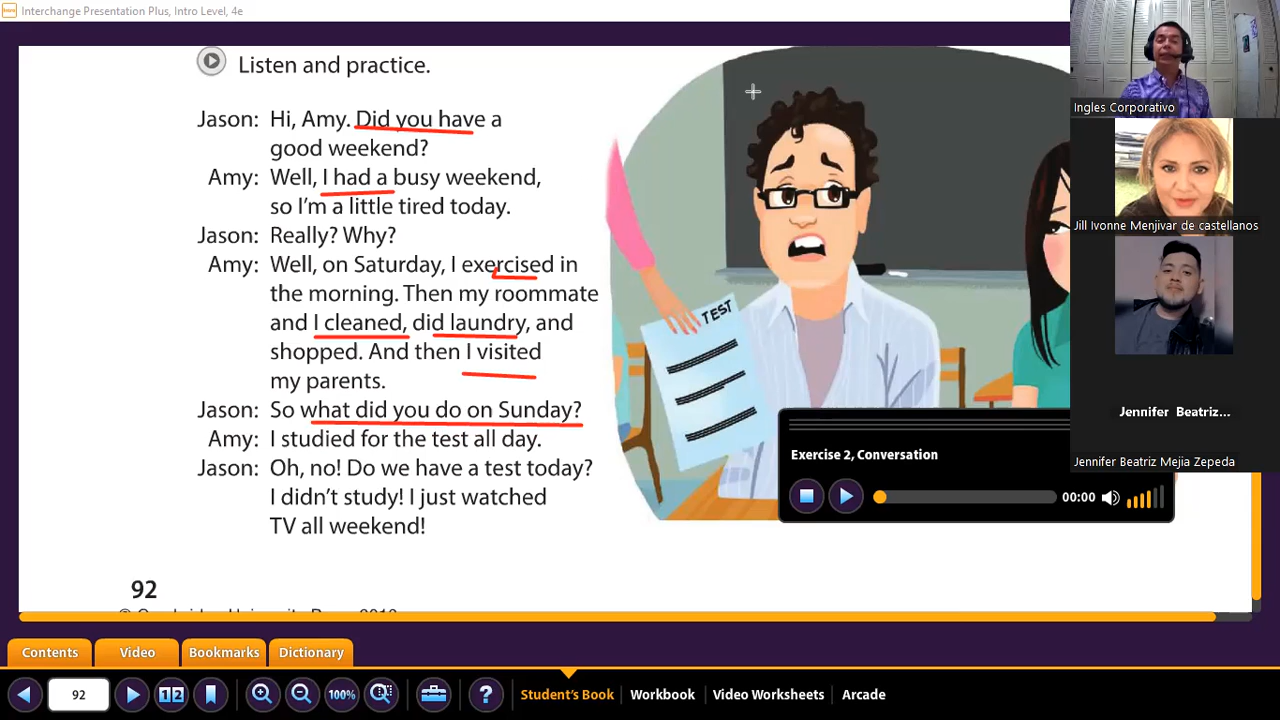 Interchange Presentation Plus, Intro Level, 4e
Listen and practice.
Jason: Hi, Amy. Did you have a
good weekend?
Amy: Well, I had a busy weekend,
so I'm a little tired today.
Jason: Really? Why?
Amy: Well, on Saturday, I exercised in
the morning. Then my roommate
and I cleaned, did laundry, and
shopped. And then I visited
my parents.
Jason: So what did you do on Sunday?
Amy: I studied for the test all day.
Jason: Oh, no! Do we have a test today?
I didn't study! I just watched
TV all weekend!
92
TEST
Exercise 2, Conversation
00:00
Ingles Corporativo
Jill Ivonne Menjivar de castellanos
Jennifer Beatriz...
Jennifer Beatriz Mejia Zepeda
Contents Video Bookmarks Dictionary
92 12 100% ? Student's Book Workbook Video Worksheets Arcade